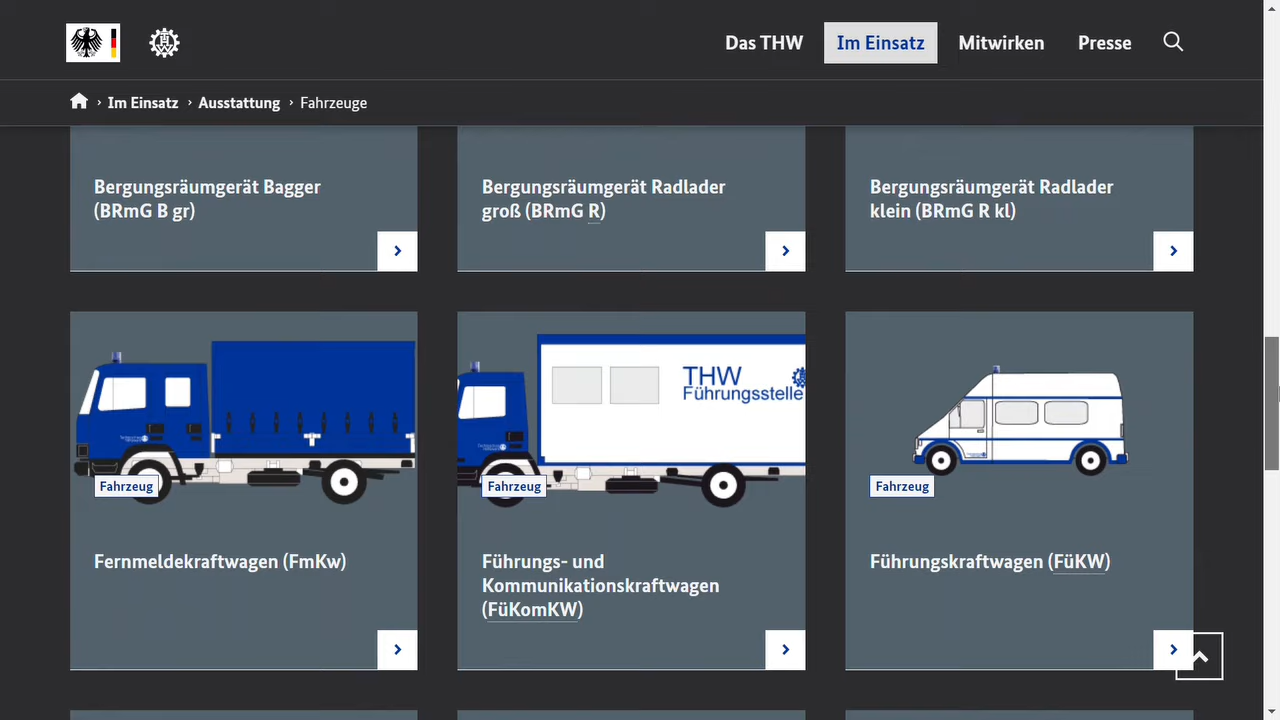 Das THW
Im Einsatz
Mitwirken
Presse
Im Einsatz
Ausstattung
Fahrzeuge
Bergungsräumgerät Bagger
(BRmG B gr)
Bergungsräumgerät Radlader
groß (BRmG R)
Bergungsräumgerät Radlader
klein (BRmG R kl)
Fahrzeug
Fernmeldekraftwagen (FmKw)
THW
Führungsstelle
Fahrzeug
Führungs- und
Kommunikationskraftwagen
(FüKomKW)
Fahrzeug
Führungskraftwagen (FüKW)